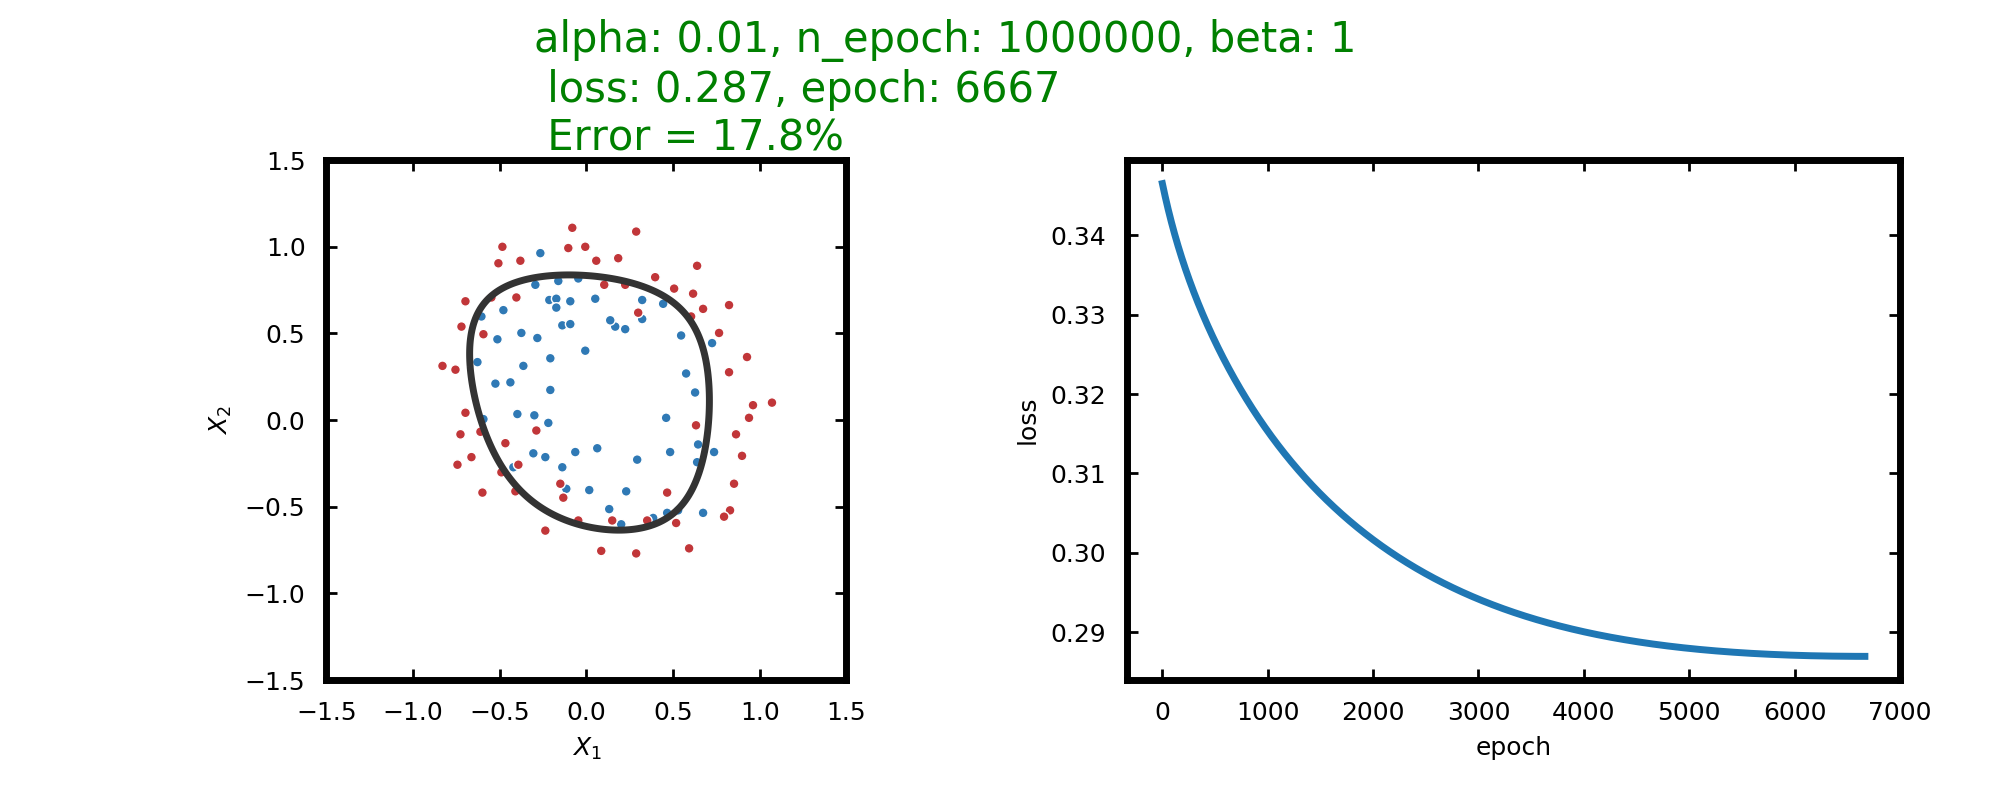 alpha: 0.01, n_epoch: 1000000, beta: 1
loss: 0.287, epoch: 6667
Error = 17.8%
1.5
1.0
0.5
0.0
−0.5
−1.0
−1.5
X₂
−1.5 −1.0 −0.5 0.0 0.5 1.0 1.5
X₁
0.34
0.33
0.32
0.31
0.30
0.29
loss
0 1000 2000 3000 4000 5000 6000 7000
epoch